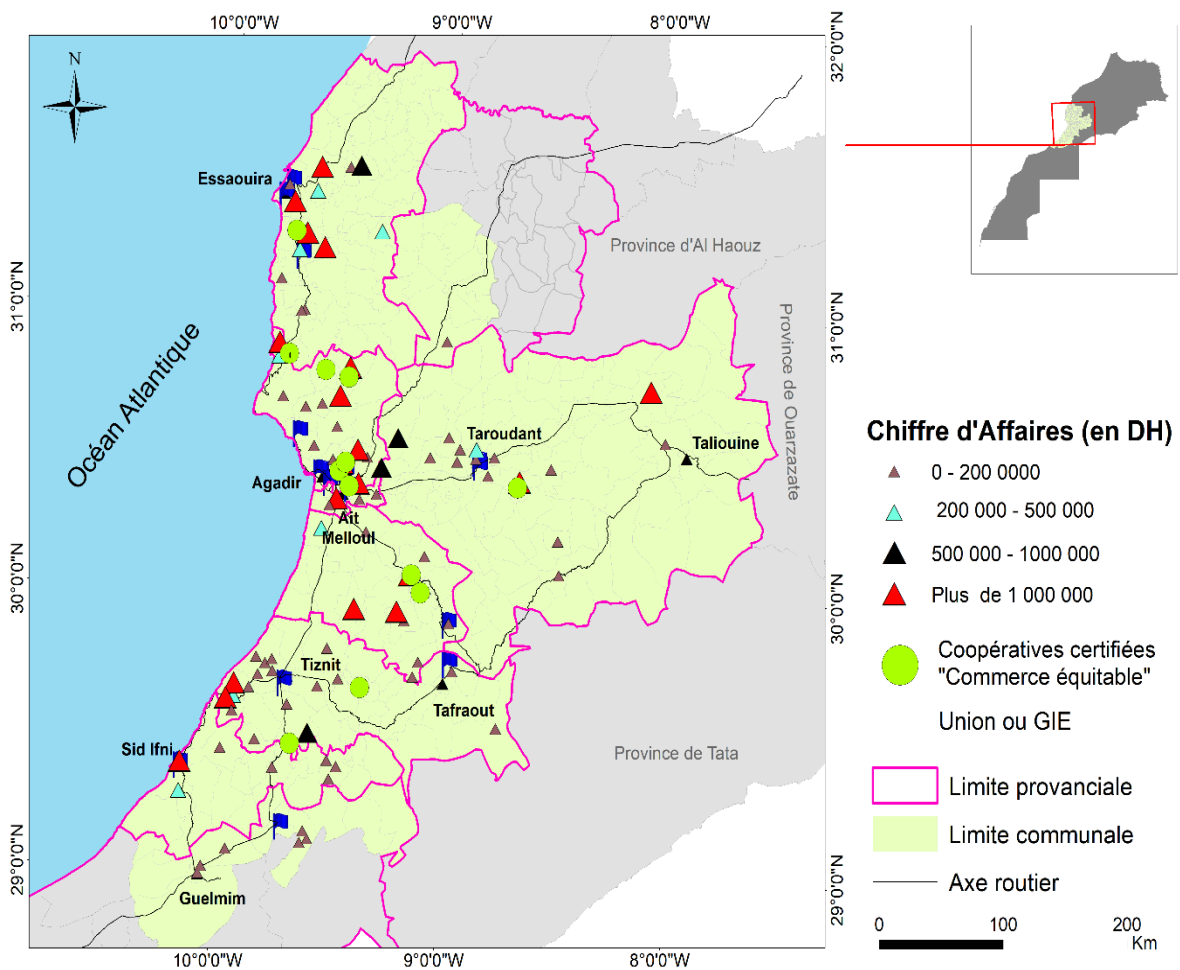 10°0'0"W
9°0'0"W
8°0'0"W
N
32°0'0"N
Essaouira
Province d'Al Haouz
31°0'0"N
31°0'0"N
Océan Atlantique
Province de Ouarzazate
Taroudant
Taliouine
Agadir
Ait
Melloul
30°0'0"N
30°0'0"N
Tiznit
Tafraout
Sid Ifni
Province de Tata
29°0'0"N
29°0'0"N
Guelmim
10°0'0"W
9°0'0"W
8°0'0"W
Chiffre d'Affaires (en DH)
0 - 200 0000
200 000 - 500 000
500 000 - 1000 000
Plus de 1 000 000
Coopératives certifiées
"Commerce équitable"
Union ou GIE
Limite provanciale
Limite communale
Axe routier
0 100 200
Km